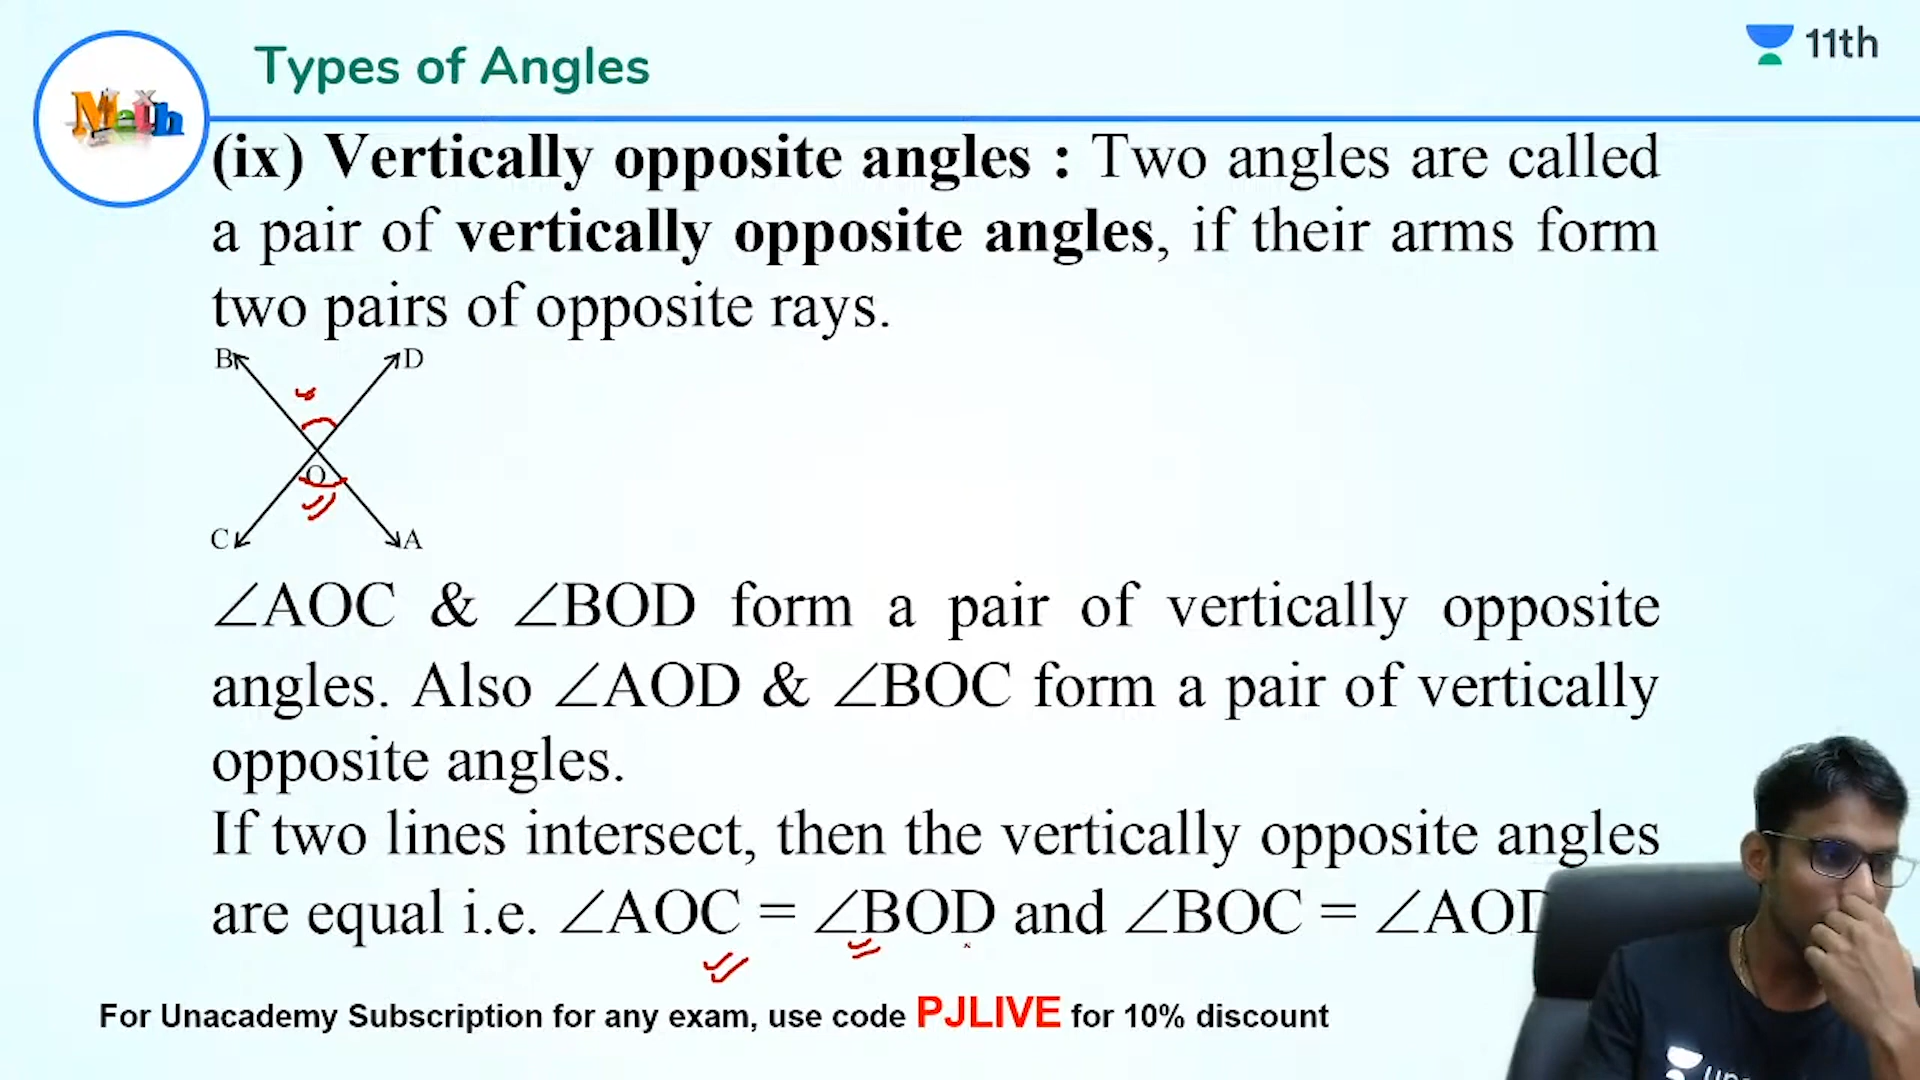 Math
Types of Angles
11th
(ix) Vertically opposite angles : Two angles are called
a pair of vertically opposite angles, if their arms form
two pairs of opposite rays.
B D
O
C A
∠AOC & ∠BOD form a pair of vertically opposite
angles. Also ∠AOD & ∠BOC form a pair of vertically
opposite angles.
If two lines intersect, then the vertically opposite angles
are equal i.e. ∠AOC = ∠BOD and ∠BOC = ∠AOD
For Unacademy Subscription for any exam, use code PJLIVE for 10% discount